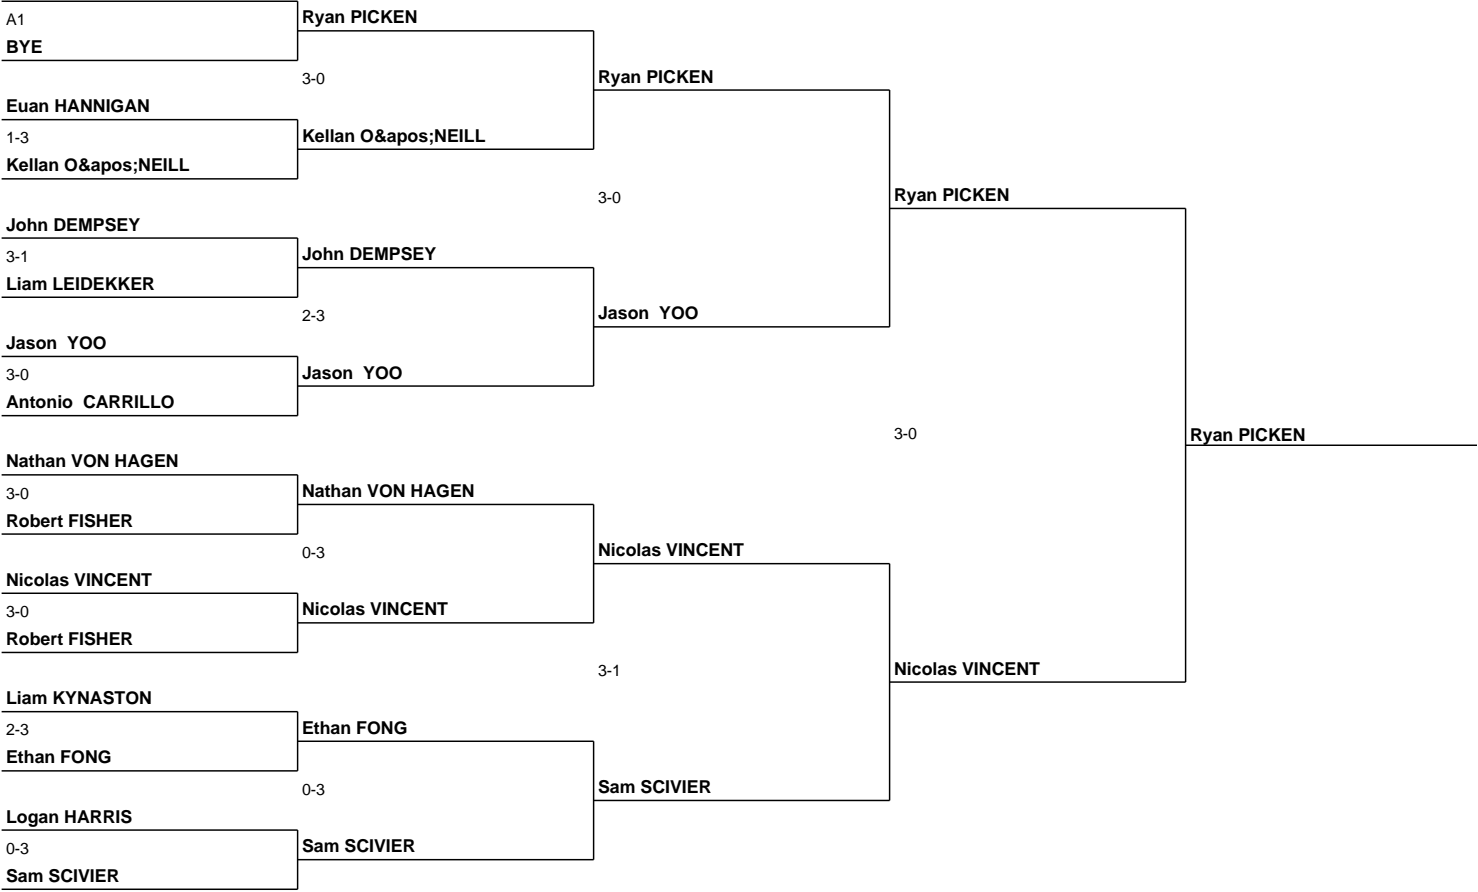 A1
BYE
Euan HANNIGAN
1-3
Kellan O&apos;NEILL
John DEMPSEY
3-1
Liam LEIDEKKER
Jason  YOO
3-0
Antonio  CARRILLO
Nathan VON HAGEN
3-0
Robert FISHER
Nicolas VINCENT
3-0
Robert FISHER
Liam KYNASTON
2-3
Ethan FONG
Logan HARRIS
0-3
Sam SCIVIER
Ryan PICKEN
3-0
Kellan O&apos;NEILL
John DEMPSEY
2-3
Jason  YOO
Nathan VON HAGEN
0-3
Nicolas VINCENT
Ethan FONG
0-3
Sam SCIVIER
Ryan PICKEN
3-0
Jason  YOO
Nicolas VINCENT
3-1
Sam SCIVIER
Ryan PICKEN
3-0
Nicolas VINCENT
Ryan PICKEN